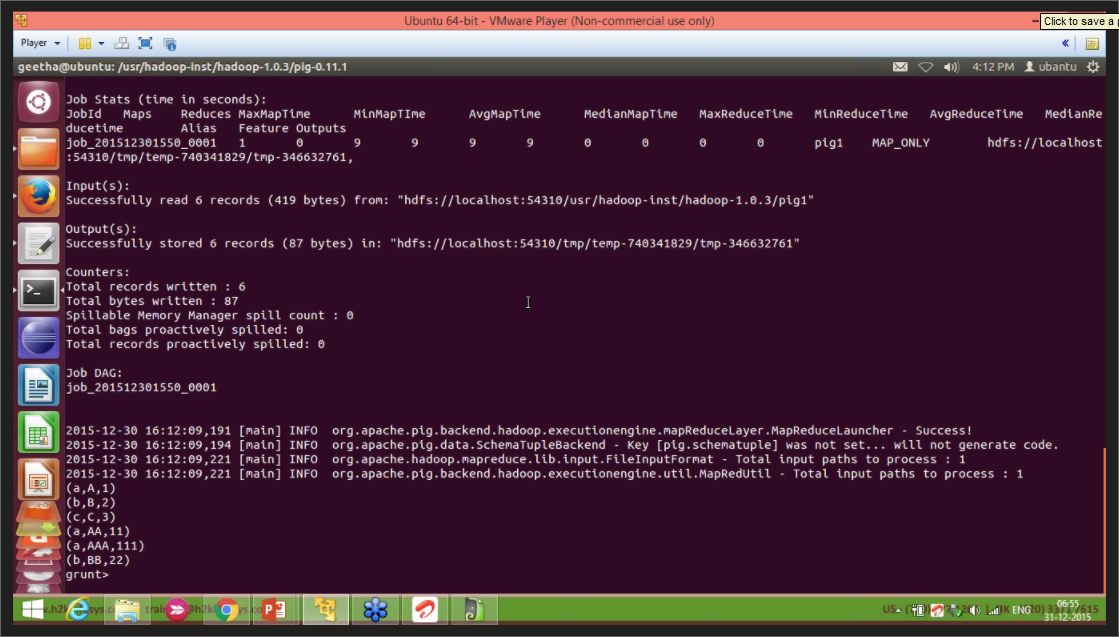 Ubuntu 64-bit - VMware Player (Non-commercial use only)
Click to save a
Player
geetha@ubuntu: /usr/hadoop-inst/hadoop-1.0.3/pig-0.11.1
4:12 PM ubantu
Job Stats (time in seconds):
JobId Maps Reduces MaxMapTime MinMapTIme AvgMapTime MedianMapTime MaxReduceTime MinReduceTime AvgReduceTime MedianRe
ducetime Alias Feature Outputs
job_201512301550_0001 1 0 9 9 9 9 0 0 0 0 pig1 MAP_ONLY hdfs://localhost
:54310/tmp/temp-740341829/tmp-346632761,
Input(s):
Successfully read 6 records (419 bytes) from: "hdfs://localhost:54310/usr/hadoop-inst/hadoop-1.0.3/pig1"
Output(s):
Successfully stored 6 records (87 bytes) in: "hdfs://localhost:54310/tmp/temp-740341829/tmp-346632761"
Counters:
Total records written : 6
Total bytes written : 87
Spillable Memory Manager spill count : 0
Total bags proactively spilled: 0
Total records proactively spilled: 0
Job DAG:
job_201512301550_0001
2015-12-30 16:12:09,191 [main] INFO org.apache.pig.backend.hadoop.executionengine.mapReduceLayer.MapReduceLauncher - Success!
2015-12-30 16:12:09,194 [main] INFO org.apache.pig.data.SchemaTupleBackend - Key [pig.schematuple] was not set... will not generate code.
2015-12-30 16:12:09,221 [main] INFO org.apache.hadoop.mapreduce.lib.input.FileInputFormat - Total input paths to process : 1
2015-12-30 16:12:09,221 [main] INFO org.apache.pig.backend.hadoop.executionengine.util.MapRedUtil - Total input paths to process : 1
(a,A,1)
(b,B,2)
(c,C,3)
(a,AA,11)
(a,AAA,111)
(b,BB,22)
grunt>
ENG
06:55
31-12-2015